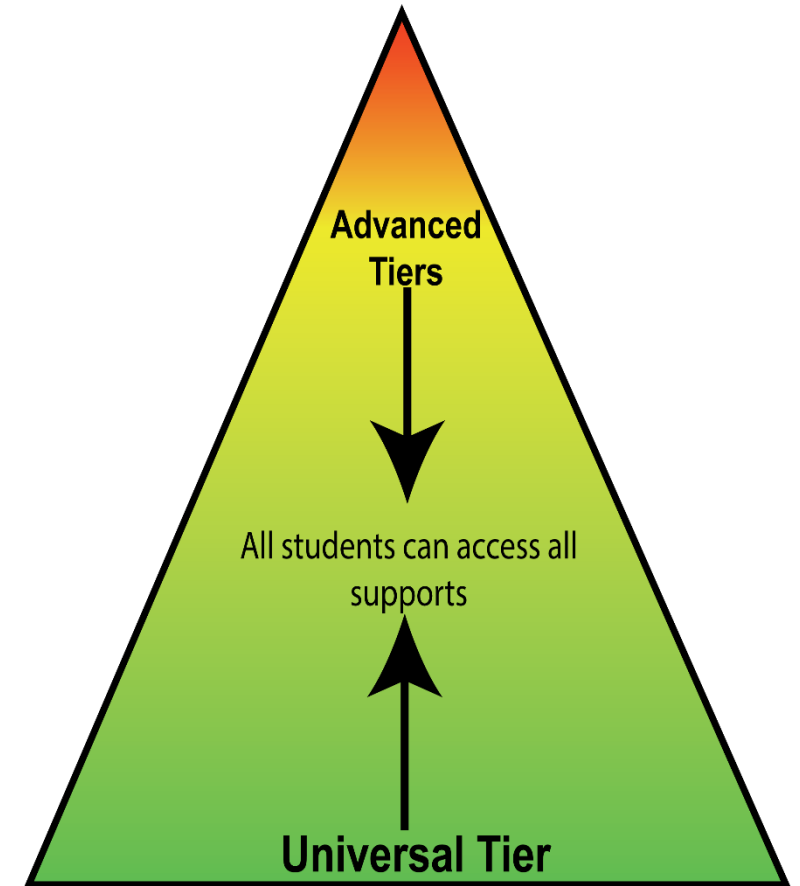 Advanced
Tiers
All students can access all
supports
Universal Tier